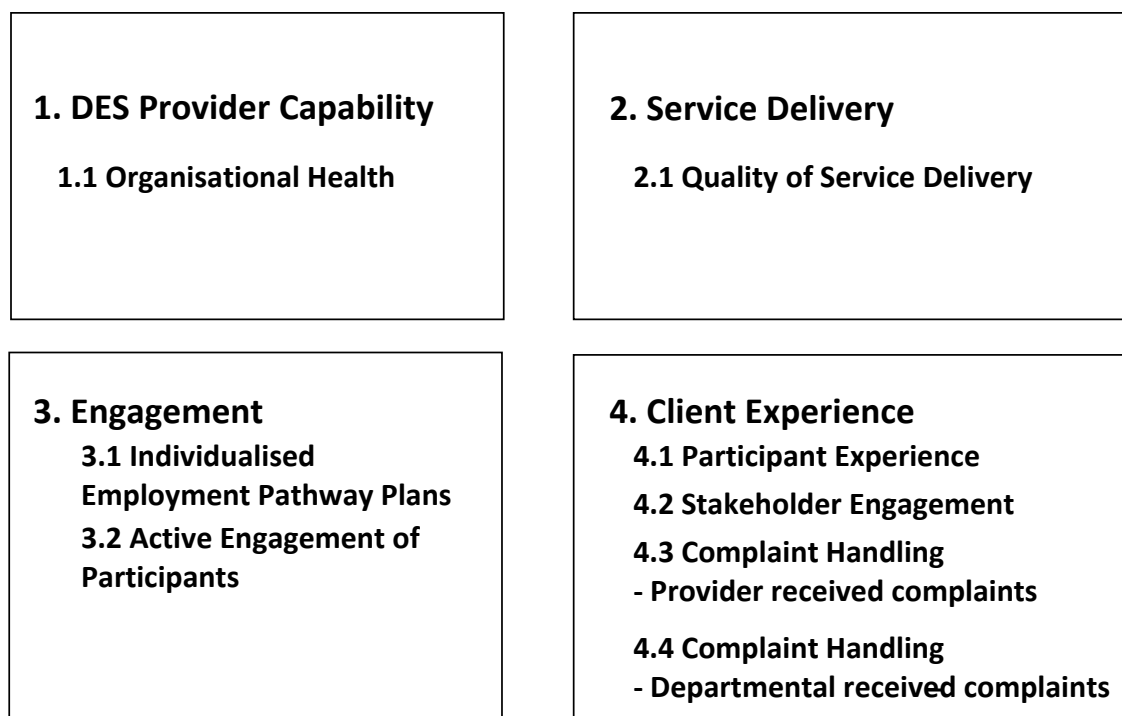 1. DES Provider Capability
1.1 Organisational Health
2. Service Delivery
2.1 Quality of Service Delivery
3. Engagement
3.1 Individualised
Employment Pathway Plans
3.2 Active Engagement of
Participants
4. Client Experience
4.1 Participant Experience
4.2 Stakeholder Engagement
4.3 Complaint Handling
- Provider received complaints
4.4 Complaint Handling
- Departmental received complaints